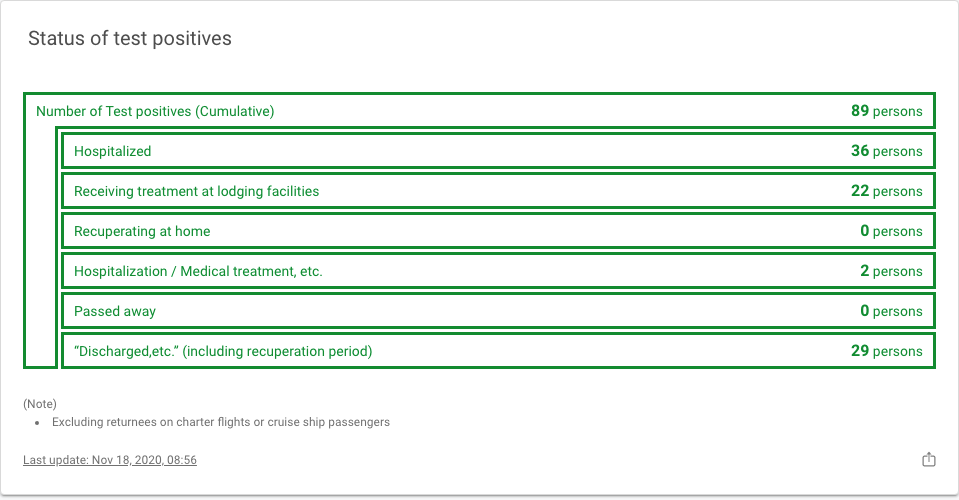 Status of test positives
Number of Test positives (Cumulative) 89 persons
Hospitalized 36 persons
Receiving treatment at lodging facilities 22 persons
Recuperating at home 0 persons
Hospitalization / Medical treatment, etc. 2 persons
Passed away 0 persons
“Discharged,etc.” (including recuperation period) 29 persons
(Note)
• Excluding returnees on charter flights or cruise ship passengers
Last update: Nov 18, 2020, 08:56